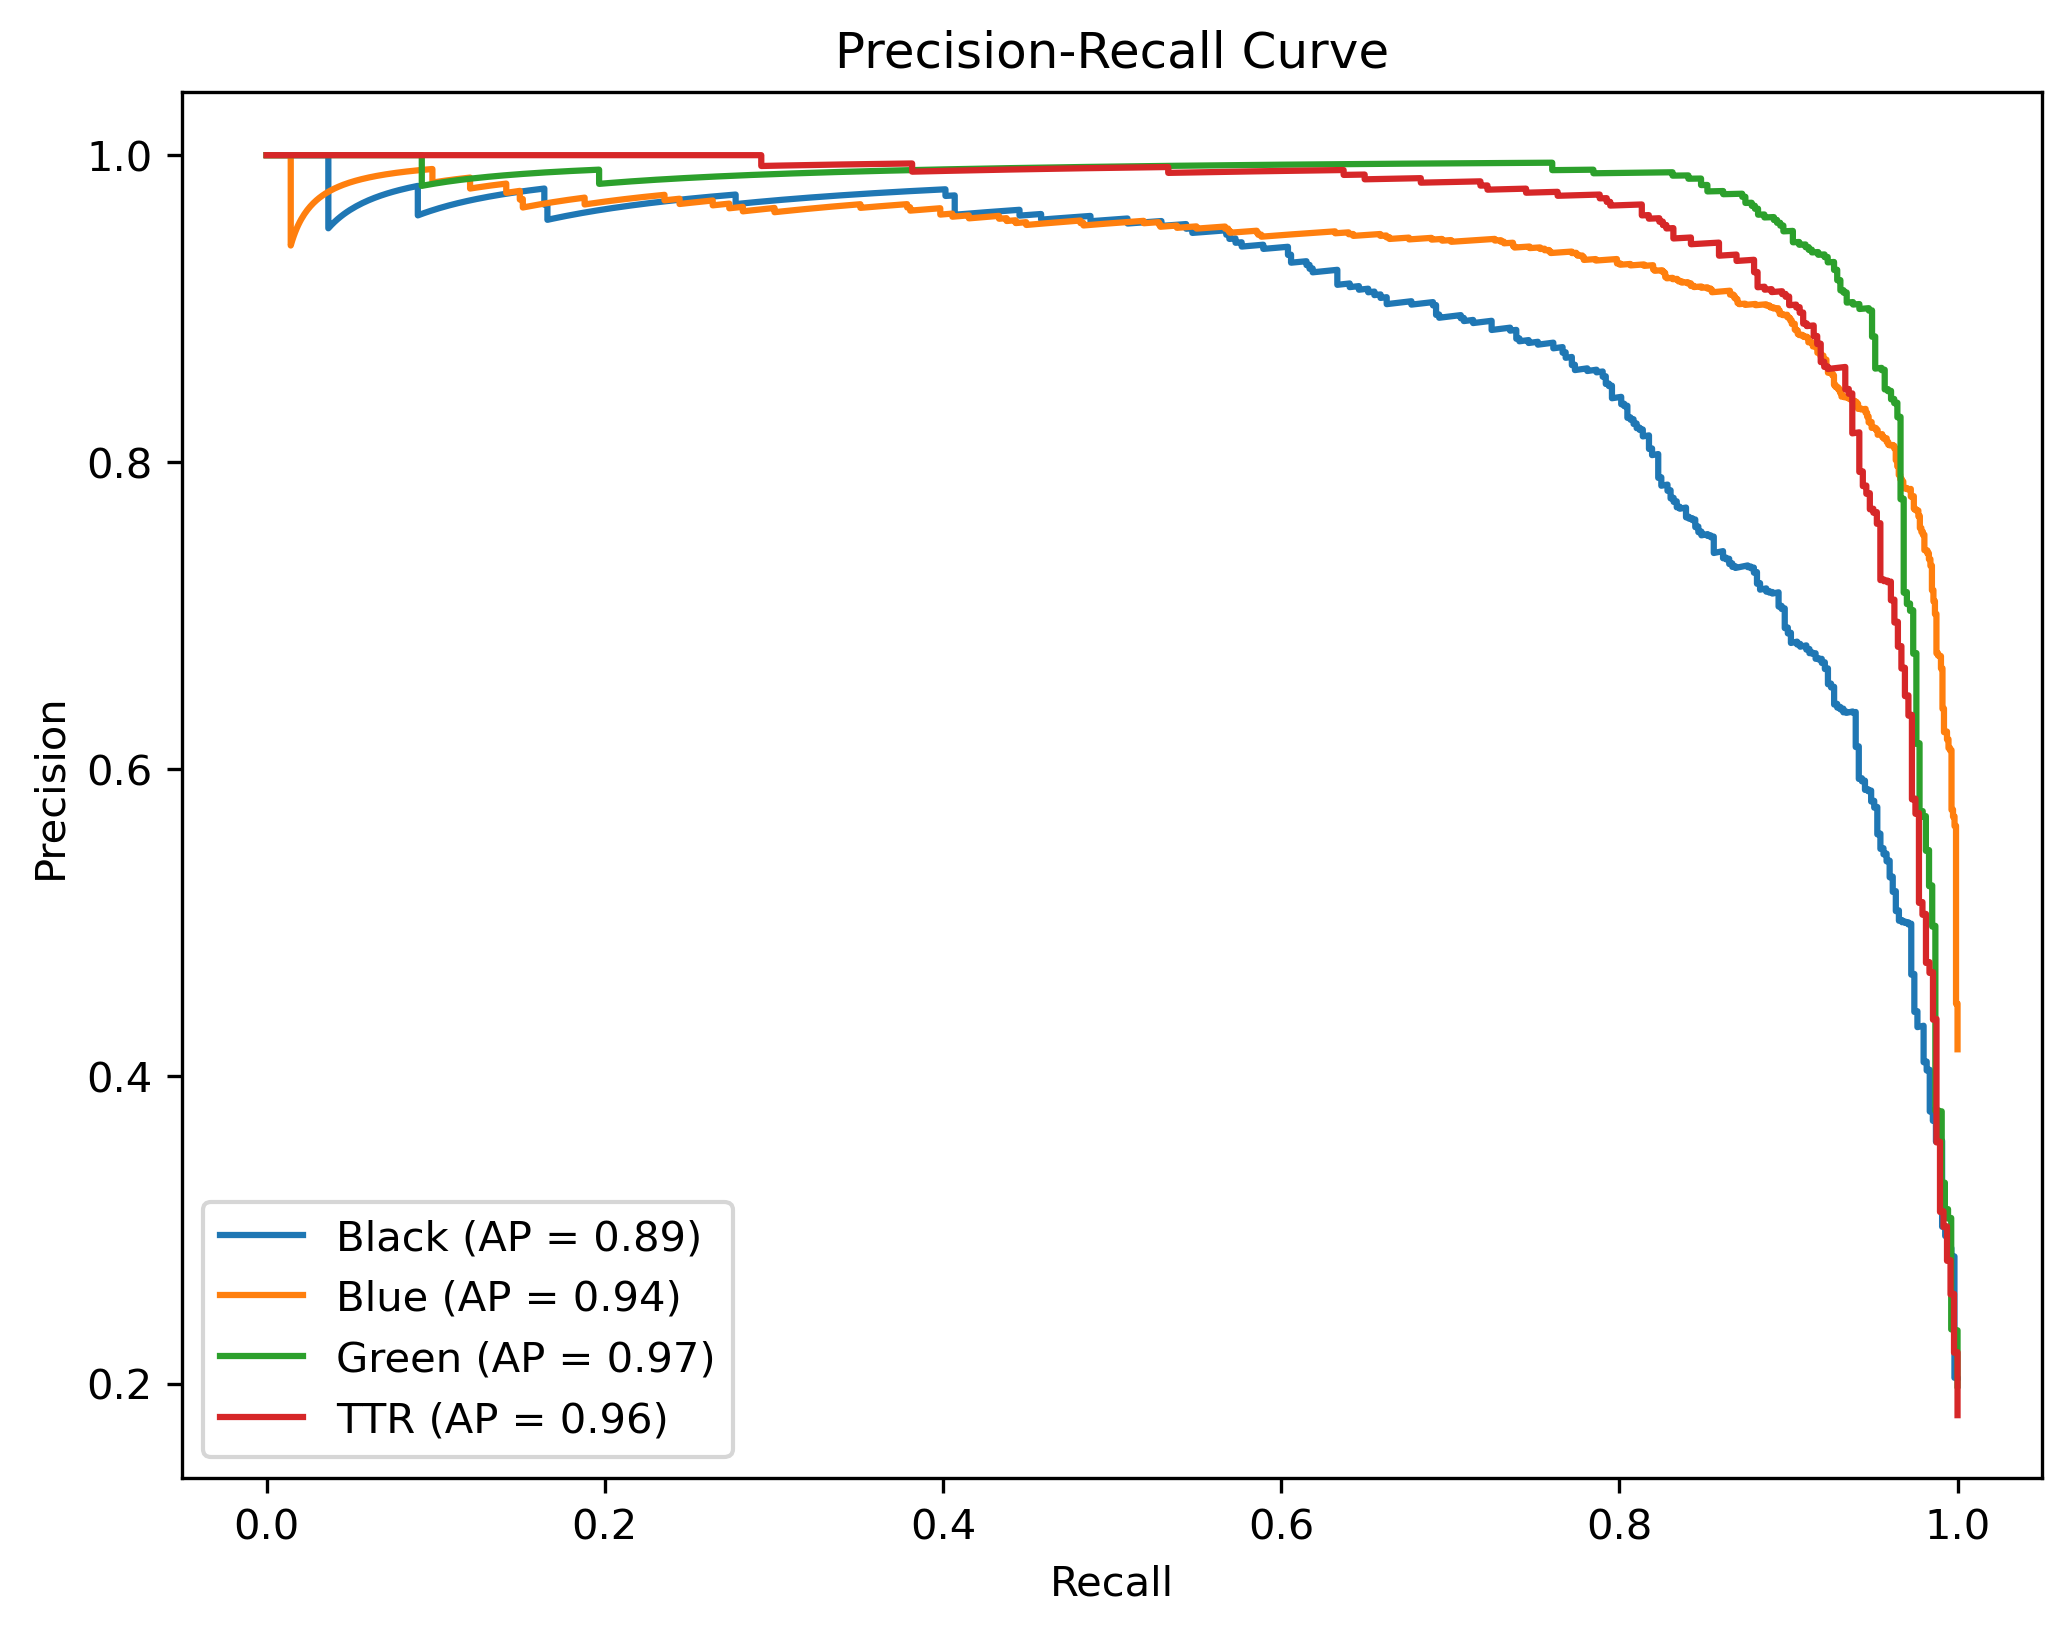 Precision-Recall Curve
1.0
0.8
0.6
0.4
0.2
Precision
Black (AP = 0.89)
Blue (AP = 0.94)
Green (AP = 0.97)
TTR (AP = 0.96)
0.0 0.2 0.4 0.6 0.8 1.0
Recall